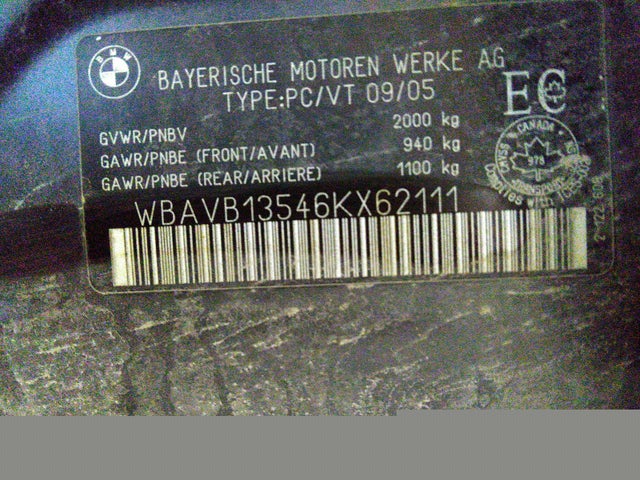 BMW
BAYERISCHE MOTOREN WERKE AG
TYPE:PC/VT 09/05
GVWR/PNBV 2000 kg
GAWR/PNBE (FRONT/AVANT) 940 kg
GAWR/PNBE (REAR/ARRIERE) 1100 kg
WBAVB13546KX62111
EC
CANADA
TRANSPORT